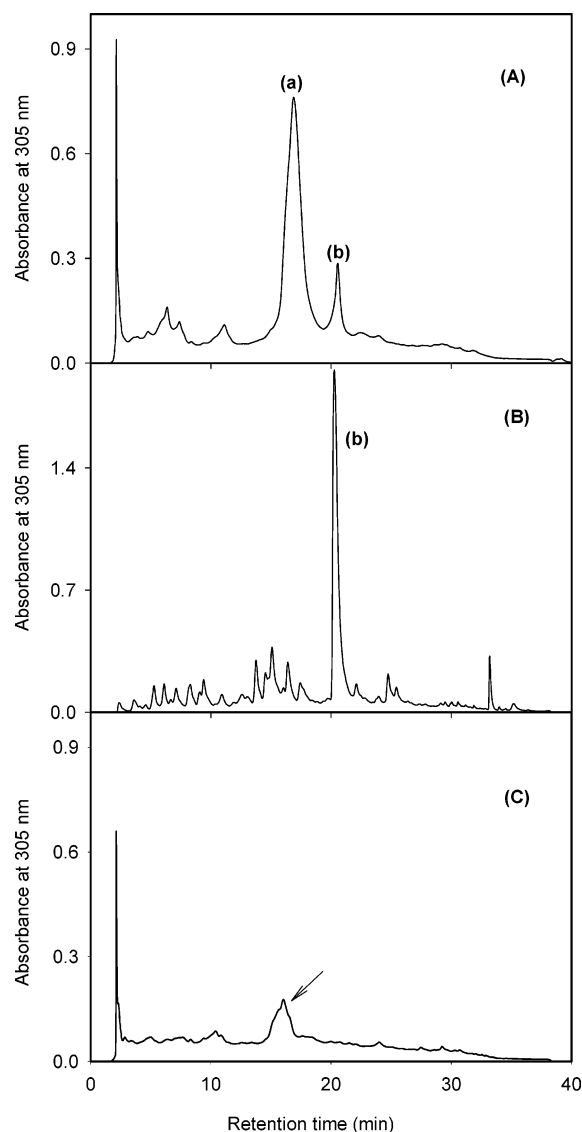 (A)
(a)
(b)
0.9
0.6
0.3
0.0
Absorbance at 305 nm
(B)
(b)
1.4
0.7
0.0
Absorbance at 305 nm
(C)
0.9
0.6
0.3
0.0
Absorbance at 305 nm
0 10 20 30 40
Retention time (min)